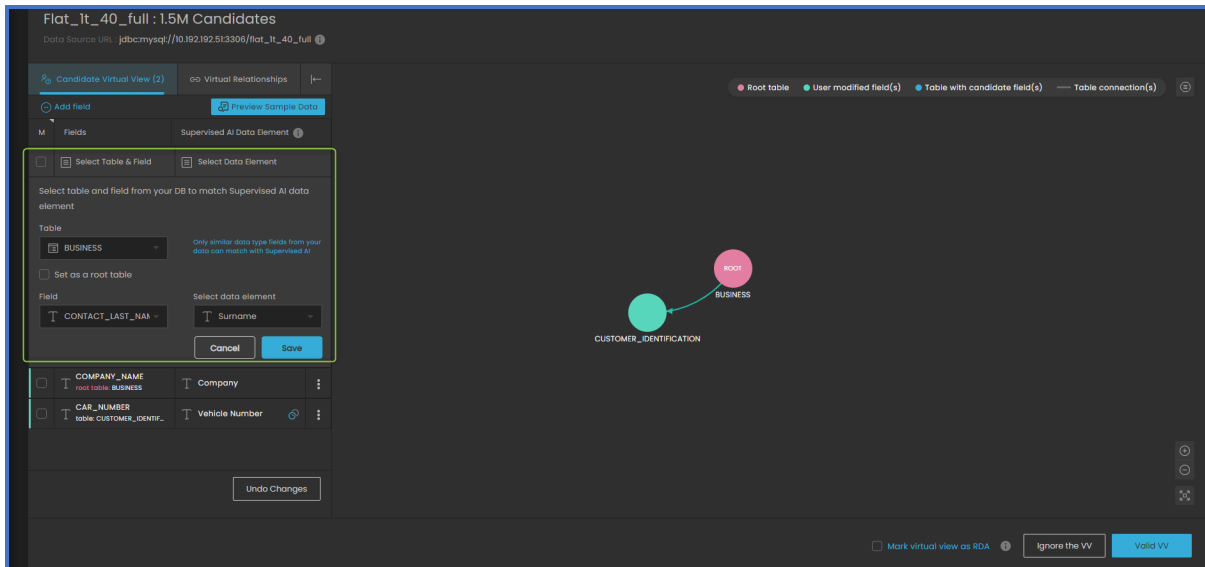 Flat_1t_40_full : 1.5M Candidates
Data Source URL : jdbc:mysql://10.192.192.51:3306/flat_1t_40_full
Candidate Virtual View (2)
Virtual Relationships
Add field
Preview Sample Data
M
Fields
Supervised AI Data Element
Select Table & Field
Select Data Element
Select table and field from your DB to match Supervised AI data
element
Table
BUSINESS
Only similar data type fields from your
data can match with Supervised AI
Set as a root table
Field
Select data element
CONTACT_LAST_NAM
Surname
Cancel
Save
COMPANY_NAME
root table: BUSINESS
Company
CAR_NUMBER
table: CUSTOMER_IDENTIF...
Vehicle Number
Undo Changes
Root table
User modified field(s)
Table with candidate field(s)
Table connection(s)
ROOT
BUSINESS
CUSTOMER_IDENTIFICATION
Mark virtual view as RDA
Ignore the VV
Valid VV